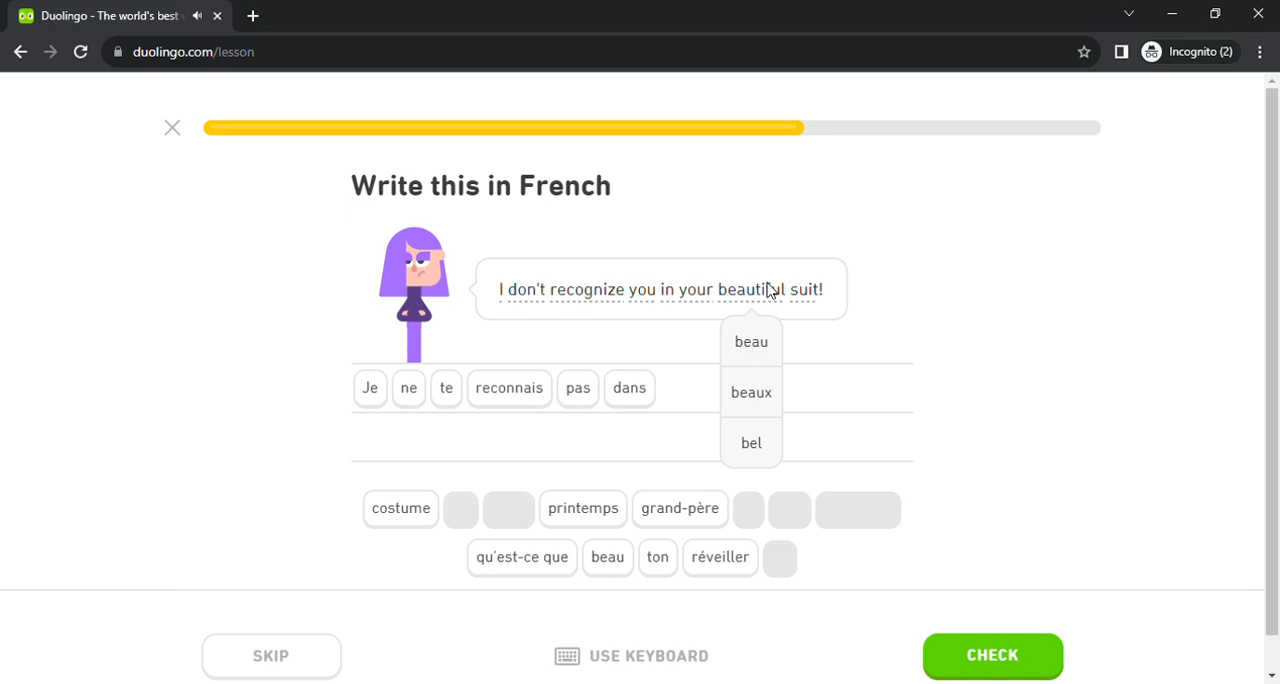 Duolingo - The world's best
duolingo.com/lesson
Incognito (2)
Write this in French
I don't recognize you in your beautiful suit!
beau
beaux
bel
Je ne te reconnais pas dans
costume printemps grand-père
qu'est-ce que beau ton réveiller
SKIP USE KEYBOARD CHECK